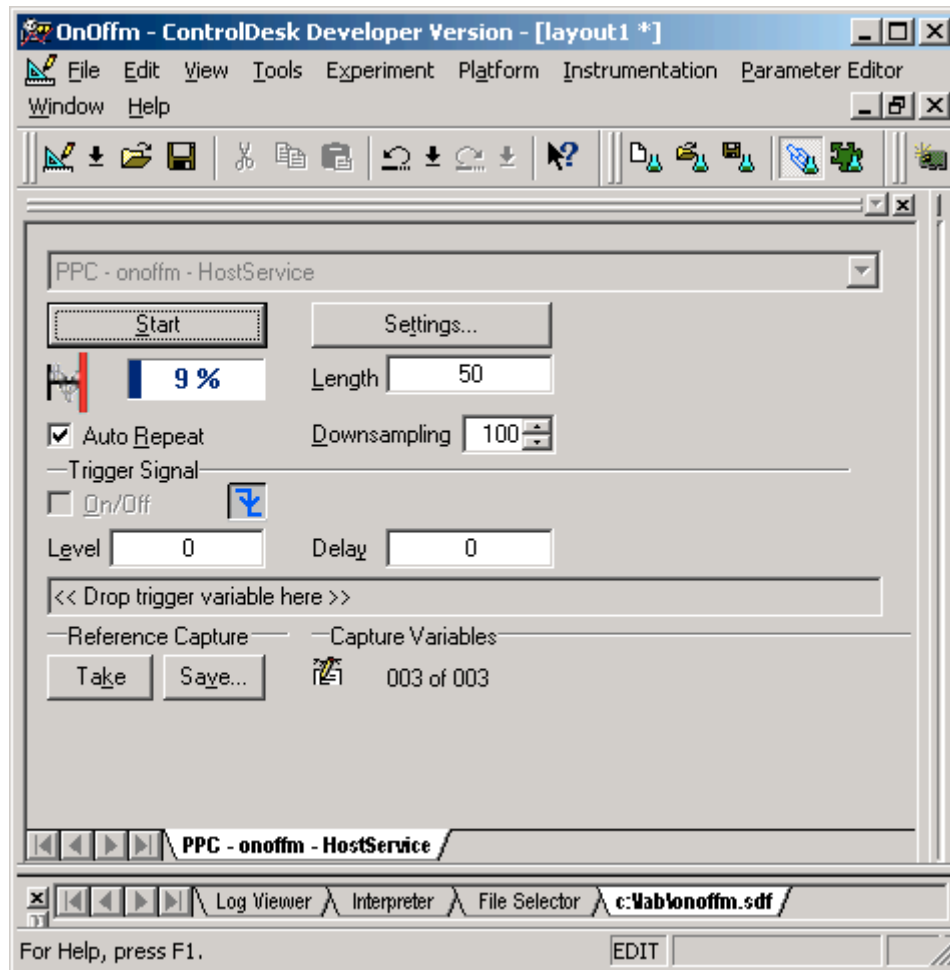 OnOffm - ControlDesk Developer Version - [layout1 *]
File Edit View Tools Experiment Platform Instrumentation Parameter Editor
Window Help
PPC - onoffm - HostService
Start Settings...
9 % Length 50
Auto Repeat Downsampling 100
Trigger Signal
On/Off
Level 0 Delay 0
<< Drop trigger variable here >>
Reference Capture Capture Variables
Take Save... 003 of 003
PPC - onoffm - HostService
Log Viewer Interpreter File Selector c:\lab\onoffm.sdf
For Help, press F1. EDIT